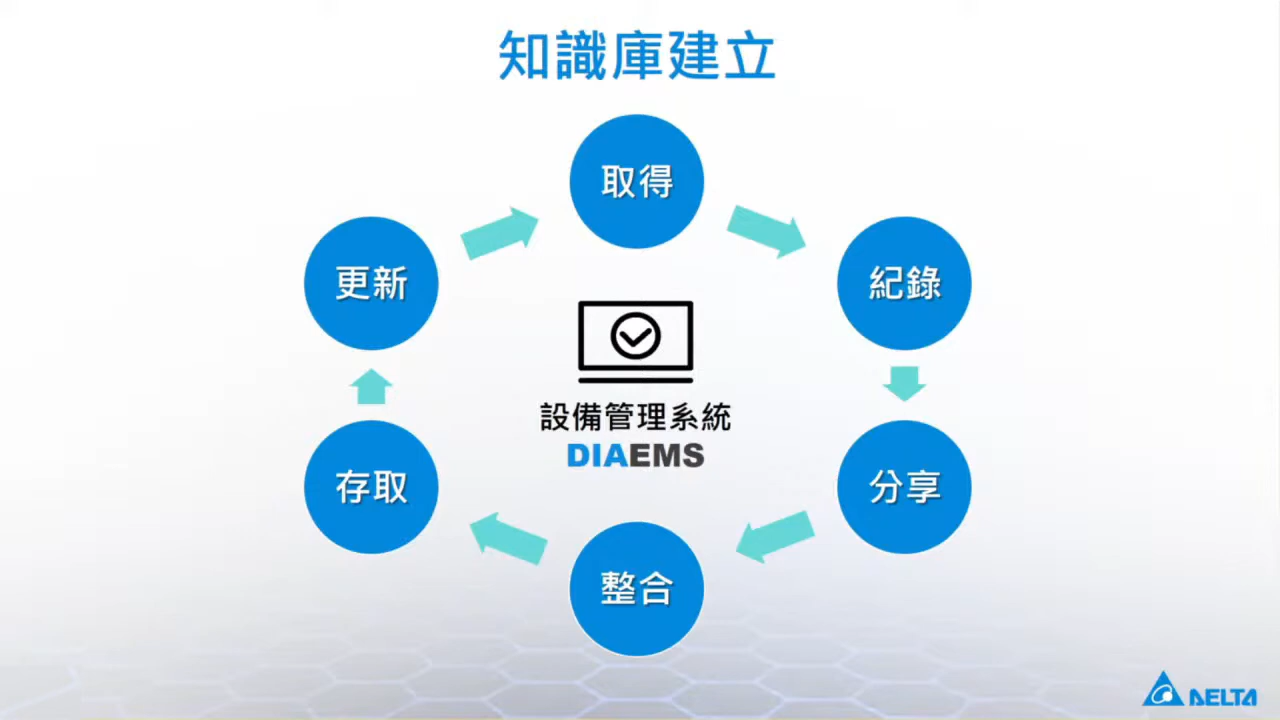 知識庫建立
取得
更新
紀錄
設備管理系統
DIAEMS
存取
分享
整合
DELTA